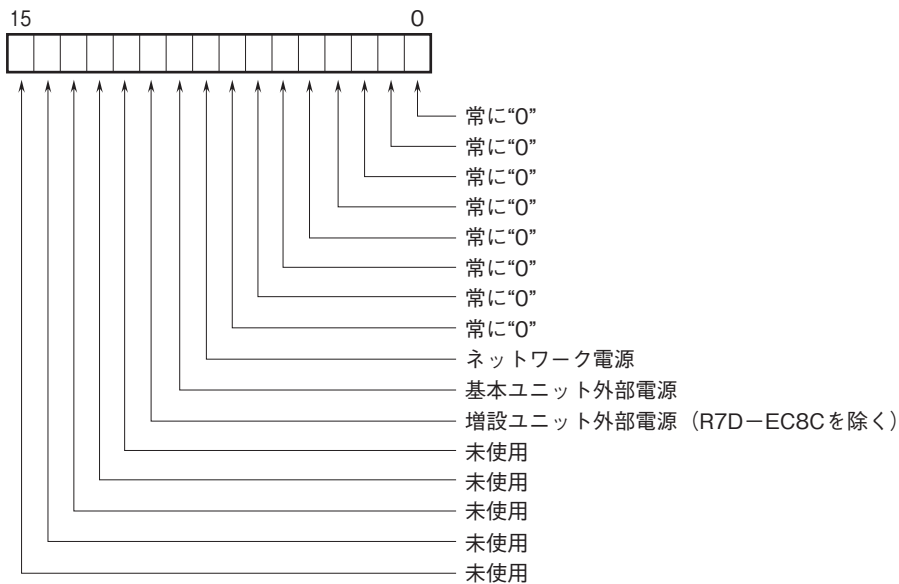 15 0
常に“0”
常に“0”
常に“0”
常に“0”
常に“0”
常に“0”
常に“0”
常に“0”
ネットワーク電源
基本ユニット外部電源
増設ユニット外部電源（R7D－EC8Cを除く）
未使用
未使用
未使用
未使用
未使用